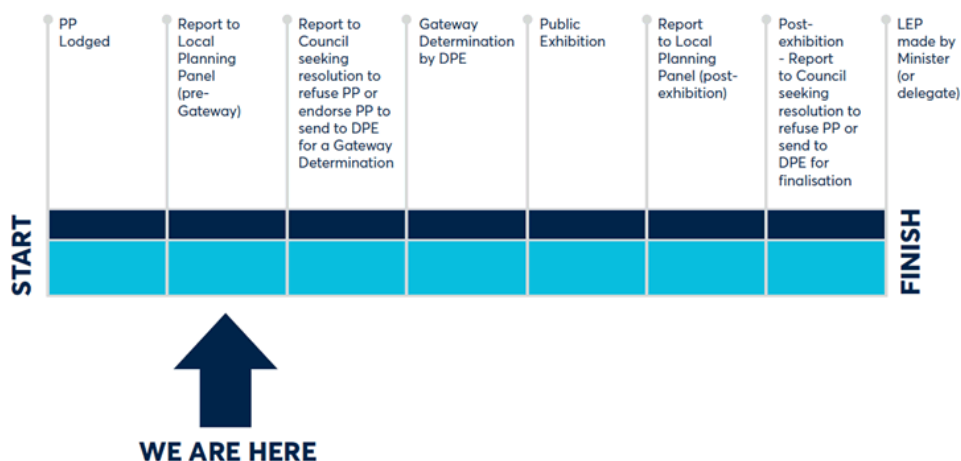 PP
Lodged
Report to
Local
Planning
Panel
(pre-
Gateway)
Report to
Council
seeking
resolution to
refuse PP or
endorse PP to
send to DPE
for a Gateway
Determination
Gateway
Determination
by DPE
Public
Exhibition
Report
to Local
Planning
Panel (post-
exhibition)
Post-
exhibition
- Report
to Council
seeking
resolution to
refuse PP or
send to
DPE for
finalisation
LEP
made by
Minister
(or
delegate)
START
FINISH
WE ARE HERE